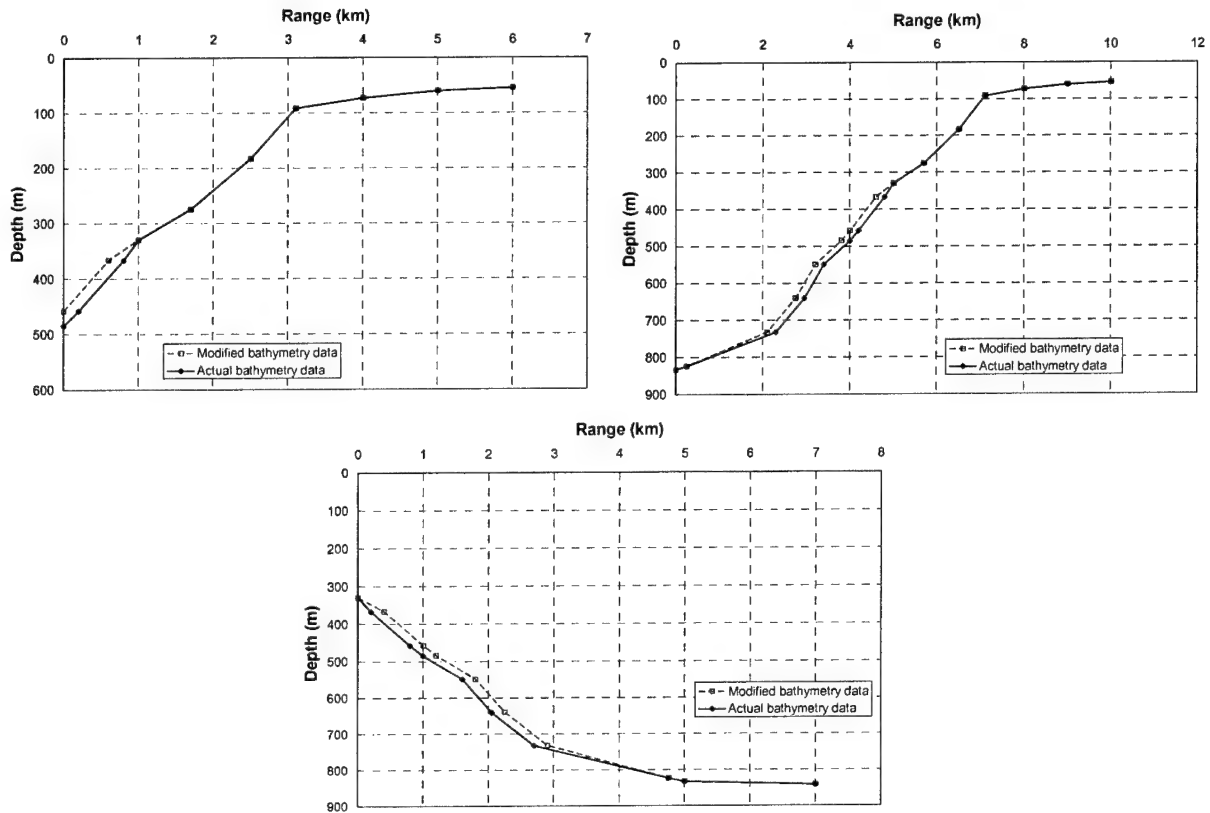 Range (km)
0 1 2 3 4 5 6 7
0
100
200
300
400
500
600
Depth (m)
Modified bathymetry data
Actual bathymetry data
Range (km)
0 2 4 6 8 10 12
0
100
200
300
400
500
600
700
800
900
Depth (m)
Modified bathymetry data
Actual bathymetry data
Range (km)
0 1 2 3 4 5 6 7 8
0
100
200
300
400
500
600
700
800
900
Depth (m)
Modified bathymetry data
Actual bathymetry data